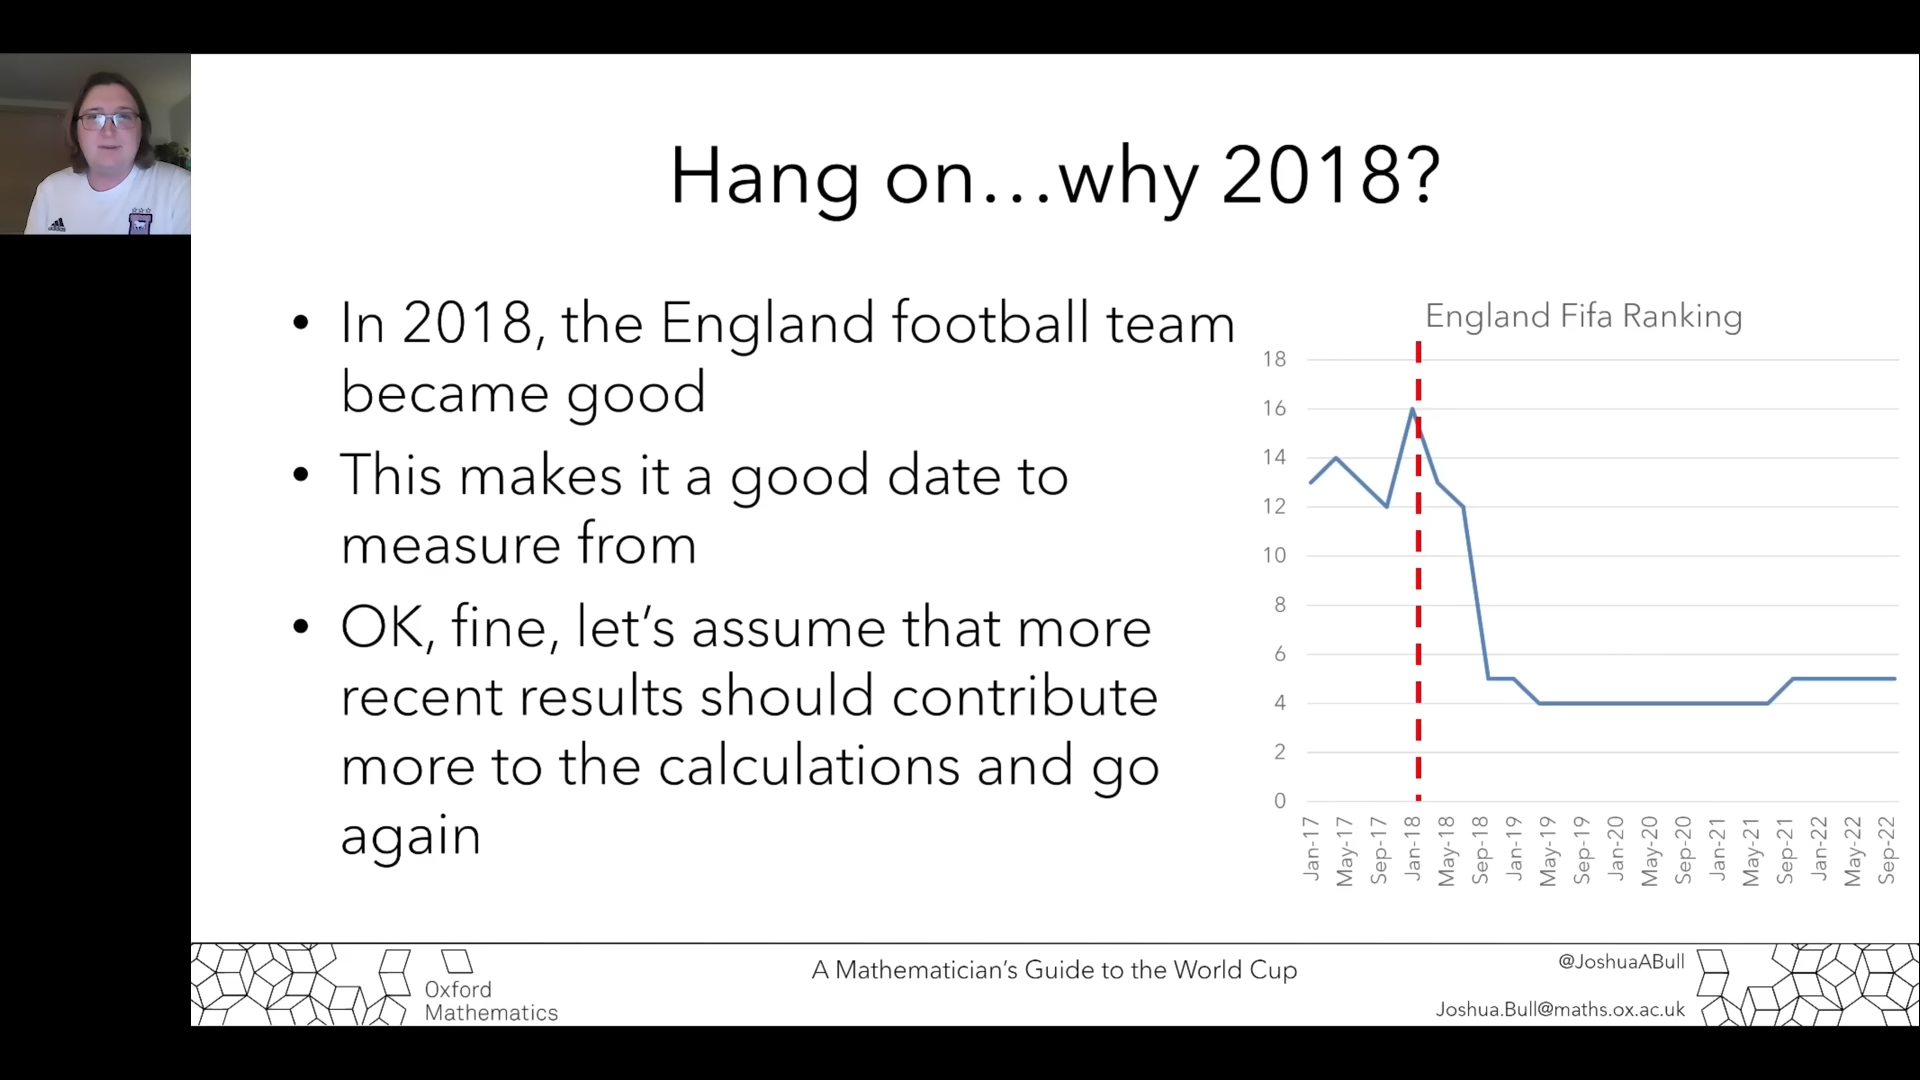 Hang on…why 2018?
• In 2018, the England football team
became good
• This makes it a good date to
measure from
• OK, fine, let’s assume that more
recent results should contribute
more to the calculations and go
again
England Fifa Ranking
18
16
14
12
10
8
6
4
2
0
Jan-17
May-17
Sep-17
Jan-18
May-18
Sep-18
Jan-19
May-19
Sep-19
Jan-20
May-20
Sep-20
Jan-21
May-21
Sep-21
Jan-22
May-22
Sep-22
Oxford
Mathematics
A Mathematician’s Guide to the World Cup
@JoshuaABull
Joshua.Bull@maths.ox.ac.uk